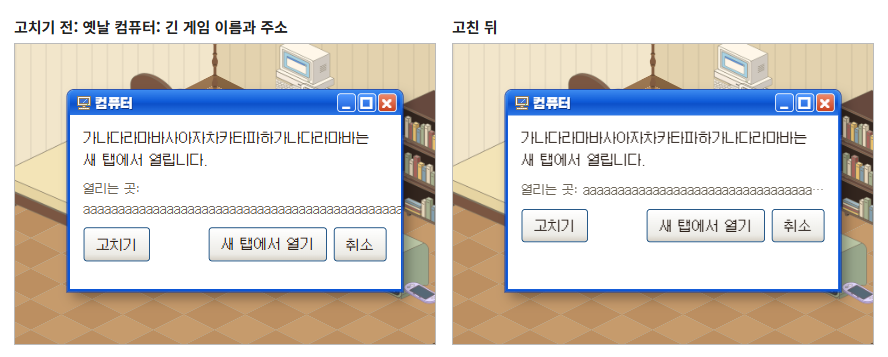 고치기 전: 옛날 컴퓨터: 긴 게임 이름과 주소
컴퓨터
가나다라마바사아자차카타파하가나다라마바는
새 탭에서 열립니다.
열리는 곳:
aaaaaaaaaaaaaaaaaaaaaaaaaaaaaaaaaaaaaaaaaaaaaa
고치기
새 탭에서 열기
취소
고친 뒤
컴퓨터
가나다라마바사아자차카타파하가나다라마바는
새 탭에서 열립니다.
열리는 곳: aaaaaaaaaaaaaaaaaaaaaaaaaaaaaaaaa…
고치기
새 탭에서 열기
취소